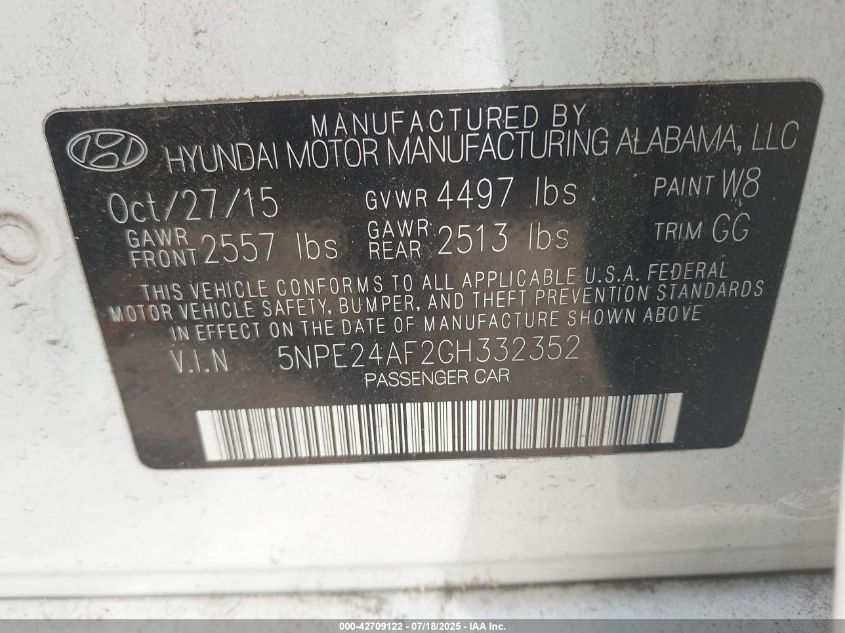 MANUFACTURED BY
HYUNDAI MOTOR MANUFACTURING ALABAMA, LLC
Oct/27/15 GVWR 4497 lbs PAINT W8
GAWR FRONT 2557 lbs GAWR REAR 2513 lbs TRIM GG
THIS VEHICLE CONFORMS TO ALL APPLICABLE U.S.A. FEDERAL
MOTOR VEHICLE SAFETY, BUMPER, AND THEFT PREVENTION STANDARDS
IN EFFECT ON THE DATE OF MANUFACTURE SHOWN ABOVE
V.I.N 5NPE24AF2GH332352
PASSENGER CAR
000-42709122 - 07/18/2025 - IAA Inc.